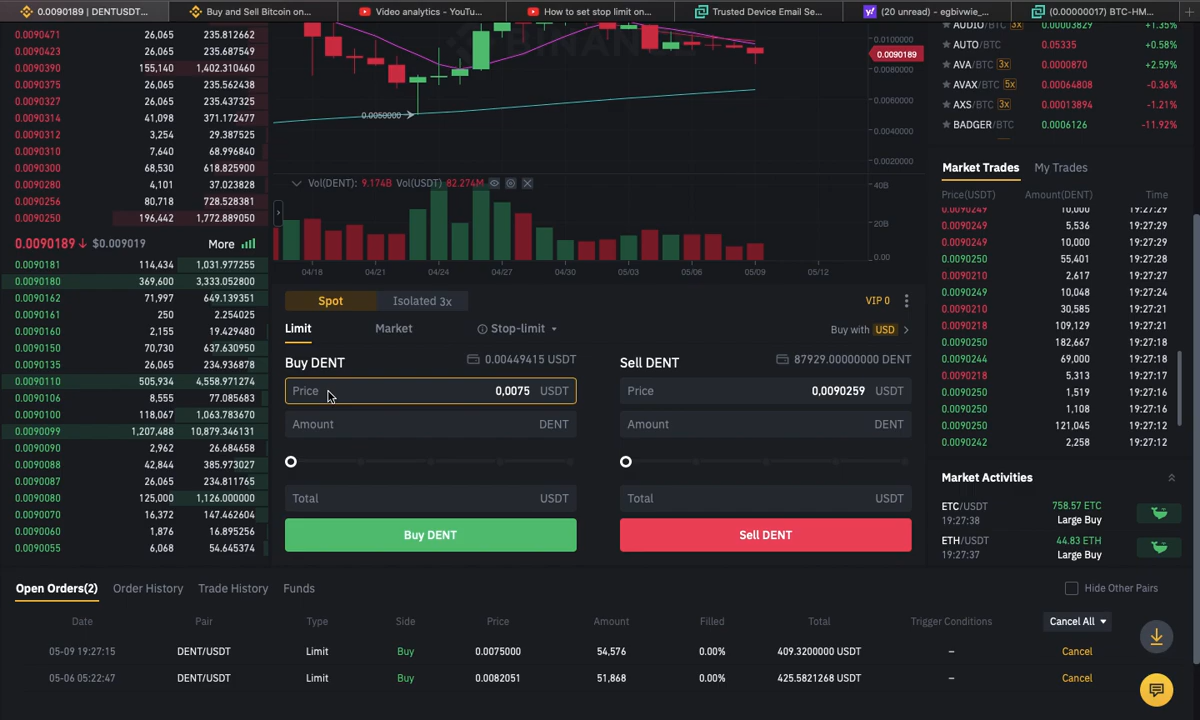 0.0090189 | DENTUSDT...
Buy and Sell Bitcoin on...
Video analytics - YouTu...
How to set stop limit on...
Trusted Device Email Se...
(20 unread) - egbivwie_...
(0.00000017) BTC-HM...
0.0090471 26,065 235.812662
0.0090423 26,065 235.687549
0.0090390 155,140 1,402.310460
0.0090375 26,065 235.562438
0.0090327 26,065 235.437325
0.0090314 41,098 371.172477
0.0090312 3,254 29.387525
0.0090310 7,640 68.996840
0.0090300 68,530 618.825900
0.0090280 4,101 37.023828
0.0090256 80,718 728.528381
0.0090250 196,442 1,772.889050
0.0090189↓ $0.009019 More
0.0090181 114,434 1,031.977255
0.0090180 369,600 3,333.052800
0.0090162 71,997 649.139351
0.0090161 250 2.254025
0.0090160 2,155 19.429480
0.0090150 70,730 637.630950
0.0090135 26,065 234.936878
0.0090110 505,934 4,558.971274
0.0090106 8,555 77.085683
0.0090100 118,067 1,063.783670
0.0090099 1,207,488 10,879.346131
0.0090090 2,962 26.684658
0.0090088 42,844 385.973027
0.0090087 26,065 234.811765
0.0090080 125,000 1,126.000000
0.0090070 16,372 147.462604
0.0090060 1,876 16.895256
0.0090055 6,068 54.645374
0.0100000
0.0090189
0.0080000
0.0060000
0.0040000
0.0020000
0.0050000
Vol(DENT): 9.174B Vol(USDT): 82.274M
40B
20B
0.00
04/18 04/21 04/24 04/27 04/30 05/03 05/06 05/09 05/12
Spot Isolated 3x VIP 0
Limit Market Stop-limit Buy with USD
Buy DENT 0.00449415 USDT
Price 0,0075 USDT
Amount DENT
Total USDT
Buy DENT
Sell DENT 87929.00000000 DENT
Price 0,0090259 USDT
Amount DENT
Total USDT
Sell DENT
AUDIO/BTC 3x 0.00003829 +1.35%
AUTO/BTC 0.05335 +0.58%
AVA/BTC 3x 0.0000870 +2.59%
AVAX/BTC 5x 0.00064808 -0.36%
AXS/BTC 3x 0.00013894 -1.21%
BADGER/BTC 0.0006126 -11.92%
Market Trades My Trades
Price(USDT) Amount(DENT) Time
0.0090249 10,000 19:27:29
0.0090249 5,536 19:27:29
0.0090249 10,000 19:27:29
0.0090250 55,401 19:27:28
0.0090210 2,617 19:27:27
0.0090249 10,048 19:27:24
0.0090210 30,585 19:27:21
0.0090218 109,129 19:27:21
0.0090250 182,667 19:27:18
0.0090244 69,000 19:27:18
0.0090218 5,313 19:27:17
0.0090250 1,519 19:27:16
0.0090250 1,108 19:27:16
0.0090250 121,045 19:27:12
0.0090242 2,258 19:27:12
Market Activities
ETC/USDT 758.57 ETC
19:27:38 Large Buy
ETH/USDT 44.83 ETH
19:27:37 Large Buy
Open Orders(2) Order History Trade History Funds Hide Other Pairs
Date Pair Type Side Price Amount Filled Total Trigger Conditions Cancel All
05-09 19:27:15 DENT/USDT Limit Buy 0.0075000 54,576 0.00% 409.3200000 USDT – Cancel
05-06 05:22:47 DENT/USDT Limit Buy 0.0082051 51,868 0.00% 425.5821268 USDT – Cancel